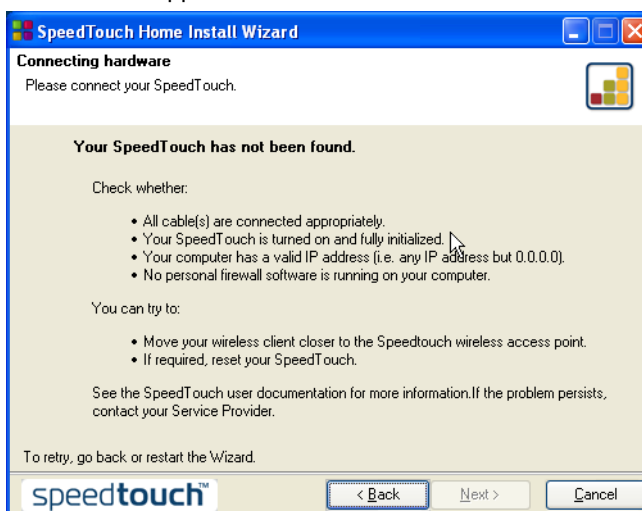 SpeedTouch Home Install Wizard
Connecting hardware
Please connect your SpeedTouch.
Your SpeedTouch has not been found.
Check whether:
• All cable(s) are connected appropriately.
• Your SpeedTouch is turned on and fully initialized.
• Your computer has a valid IP address (i.e. any IP address but 0.0.0.0).
• No personal firewall software is running on your computer.
You can try to:
• Move your wireless client closer to the Speedtouch wireless access point.
• If required, reset your SpeedTouch.
See the SpeedTouch user documentation for more information.If the problem persists,
contact your Service Provider.
To retry, go back or restart the Wizard.
speedtouch™ < Back Next > Cancel